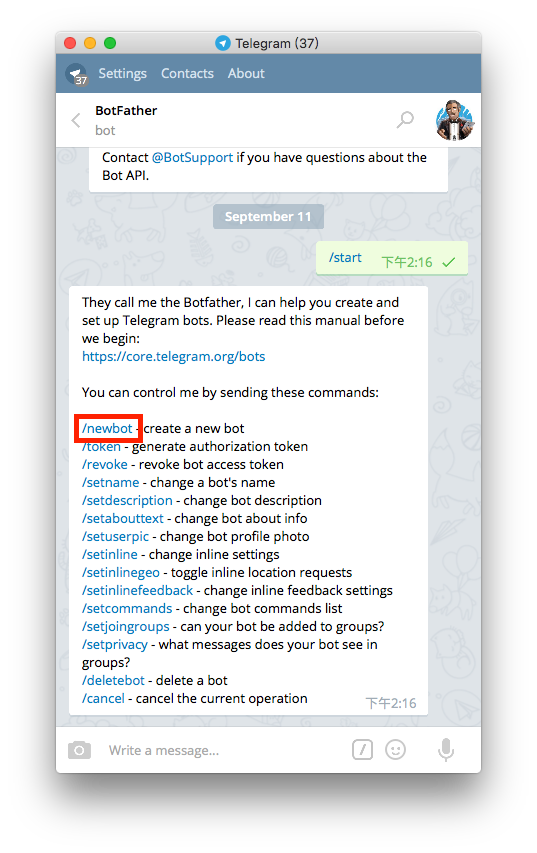 Telegram (37)
37
Settings Contacts About
BotFather
bot
Contact @BotSupport if you have questions about the
Bot API.
September 11
/start 下午2:16
They call me the Botfather, I can help you create and
set up Telegram bots. Please read this manual before
we begin:
https://core.telegram.org/bots
You can control me by sending these commands:
/newbot - create a new bot
/token - generate authorization token
/revoke - revoke bot access token
/setname - change a bot's name
/setdescription - change bot description
/setabouttext - change bot about info
/setuserpic - change bot profile photo
/setinline - change inline settings
/setinlinegeo - toggle inline location requests
/setinlinefeedback - change inline feedback settings
/setcommands - change bot commands list
/setjoingroups - can your bot be added to groups?
/setprivacy - what messages does your bot see in
groups?
/deletebot - delete a bot
/cancel - cancel the current operation
下午2:16
Write a message...
/